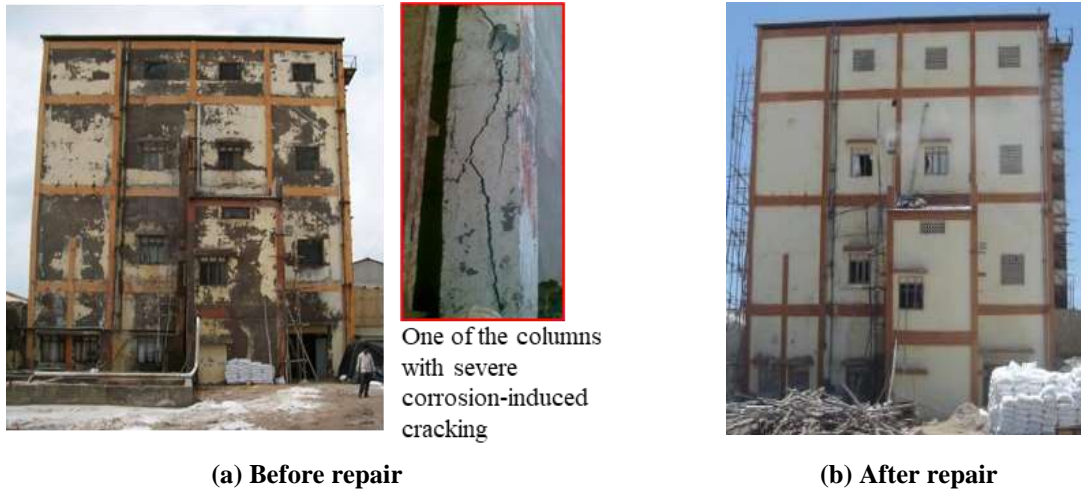 One of the columns
with severe
corrosion-induced
cracking
(a) Before repair
(b) After repair